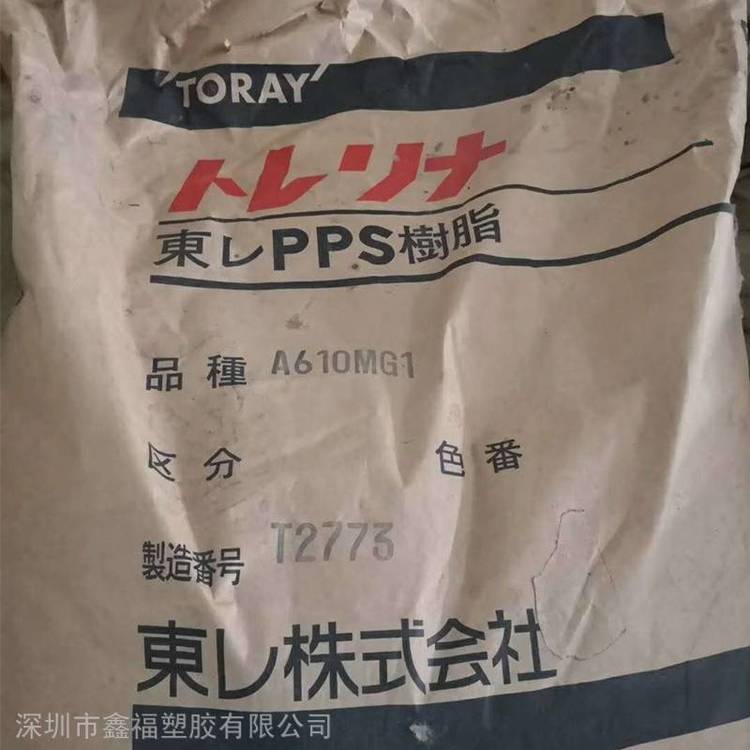 'TORAY'
トレリナ
東レPPS樹脂
品種 A610MG1
区分 色番
製造番号 T2773
東レ株式会社
深圳市鑫福塑胶有限公司